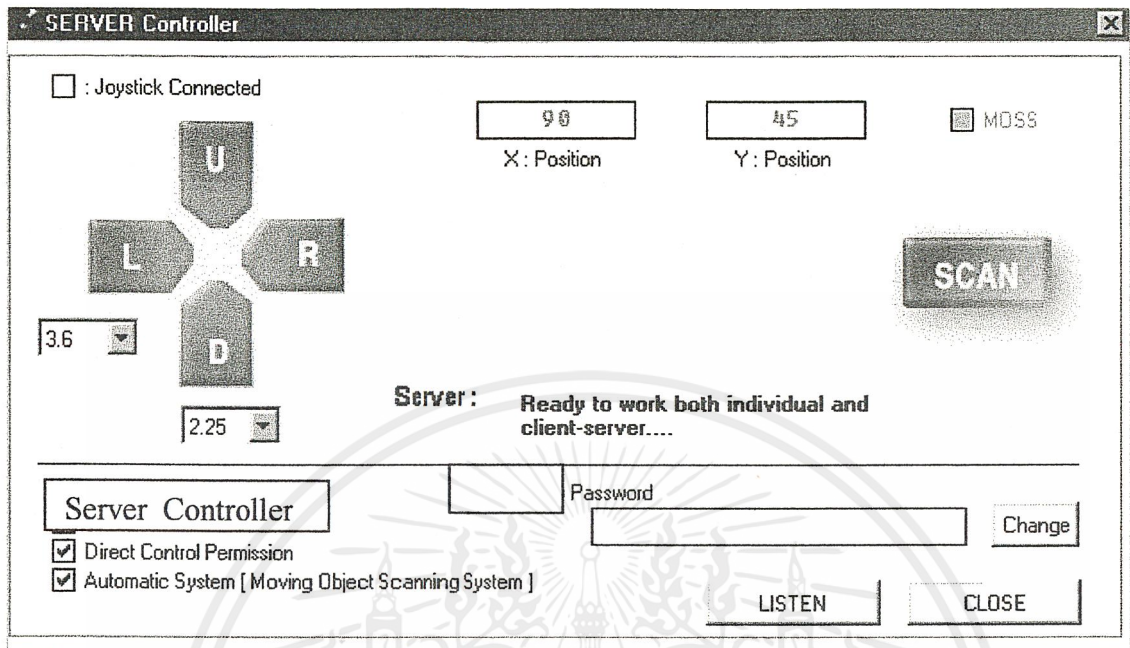 SERVER Controller
: Joystick Connected
90
45
MOSS
X : Position
Y : Position
U
L
R
SCAN
3.6
D
Server :
Ready to work both individual and
client-server....
2.25
Password
Server Controller
Change
Direct Control Permission
Automatic System [ Moving Object Scanning System ]
LISTEN
CLOSE